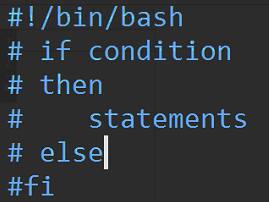 #!/bin/bash
# if condition
# then
#    statements
# else
#fi